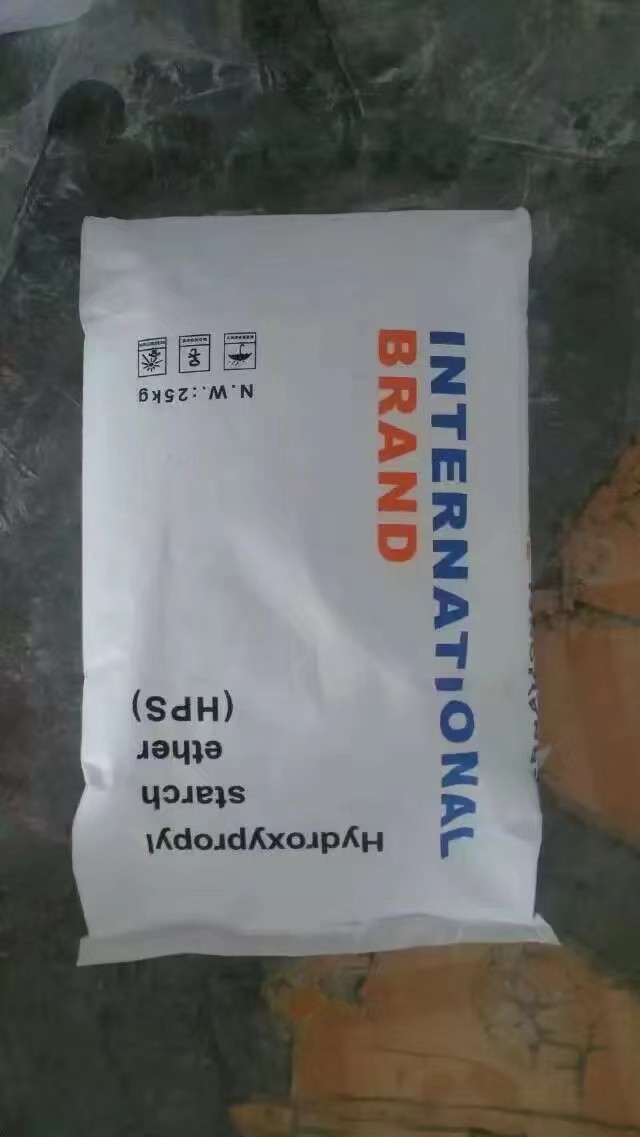 INTERNATIONAL
BRAND
Hydroxypropyl
starch
ether
(HPS)
N.W.:25kg